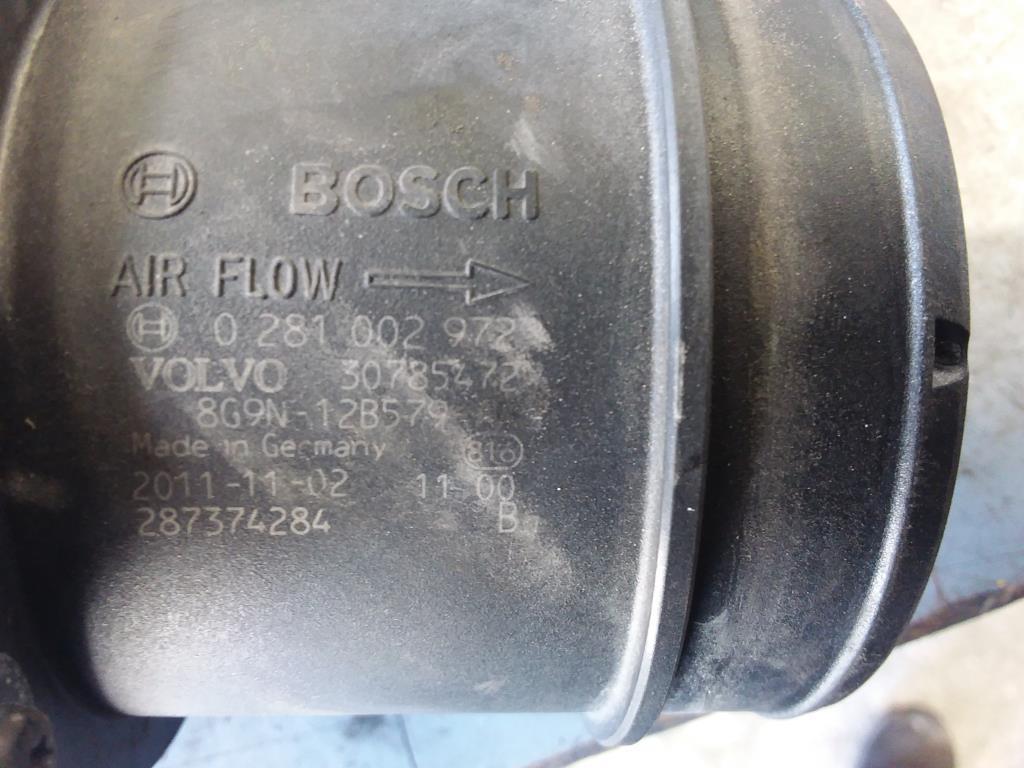 BOSCH
AIR FLOW
0 281 002 972
VOLVO 30785472
8G9N-12B579
Made in Germany 816
2011-11-02 11-00
287374284 B